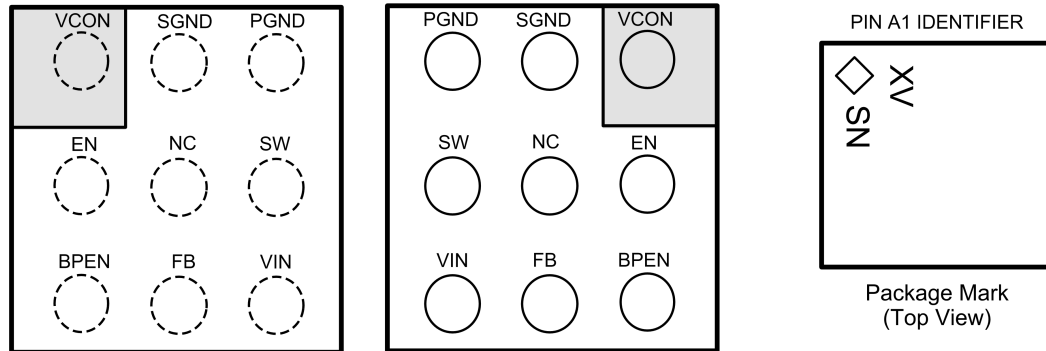 VCON SGND PGND
EN NC SW
BPEN FB VIN
PGND SGND VCON
SW NC EN
VIN FB BPEN
PIN A1 IDENTIFIER
XV
SN
Package Mark
(Top View)